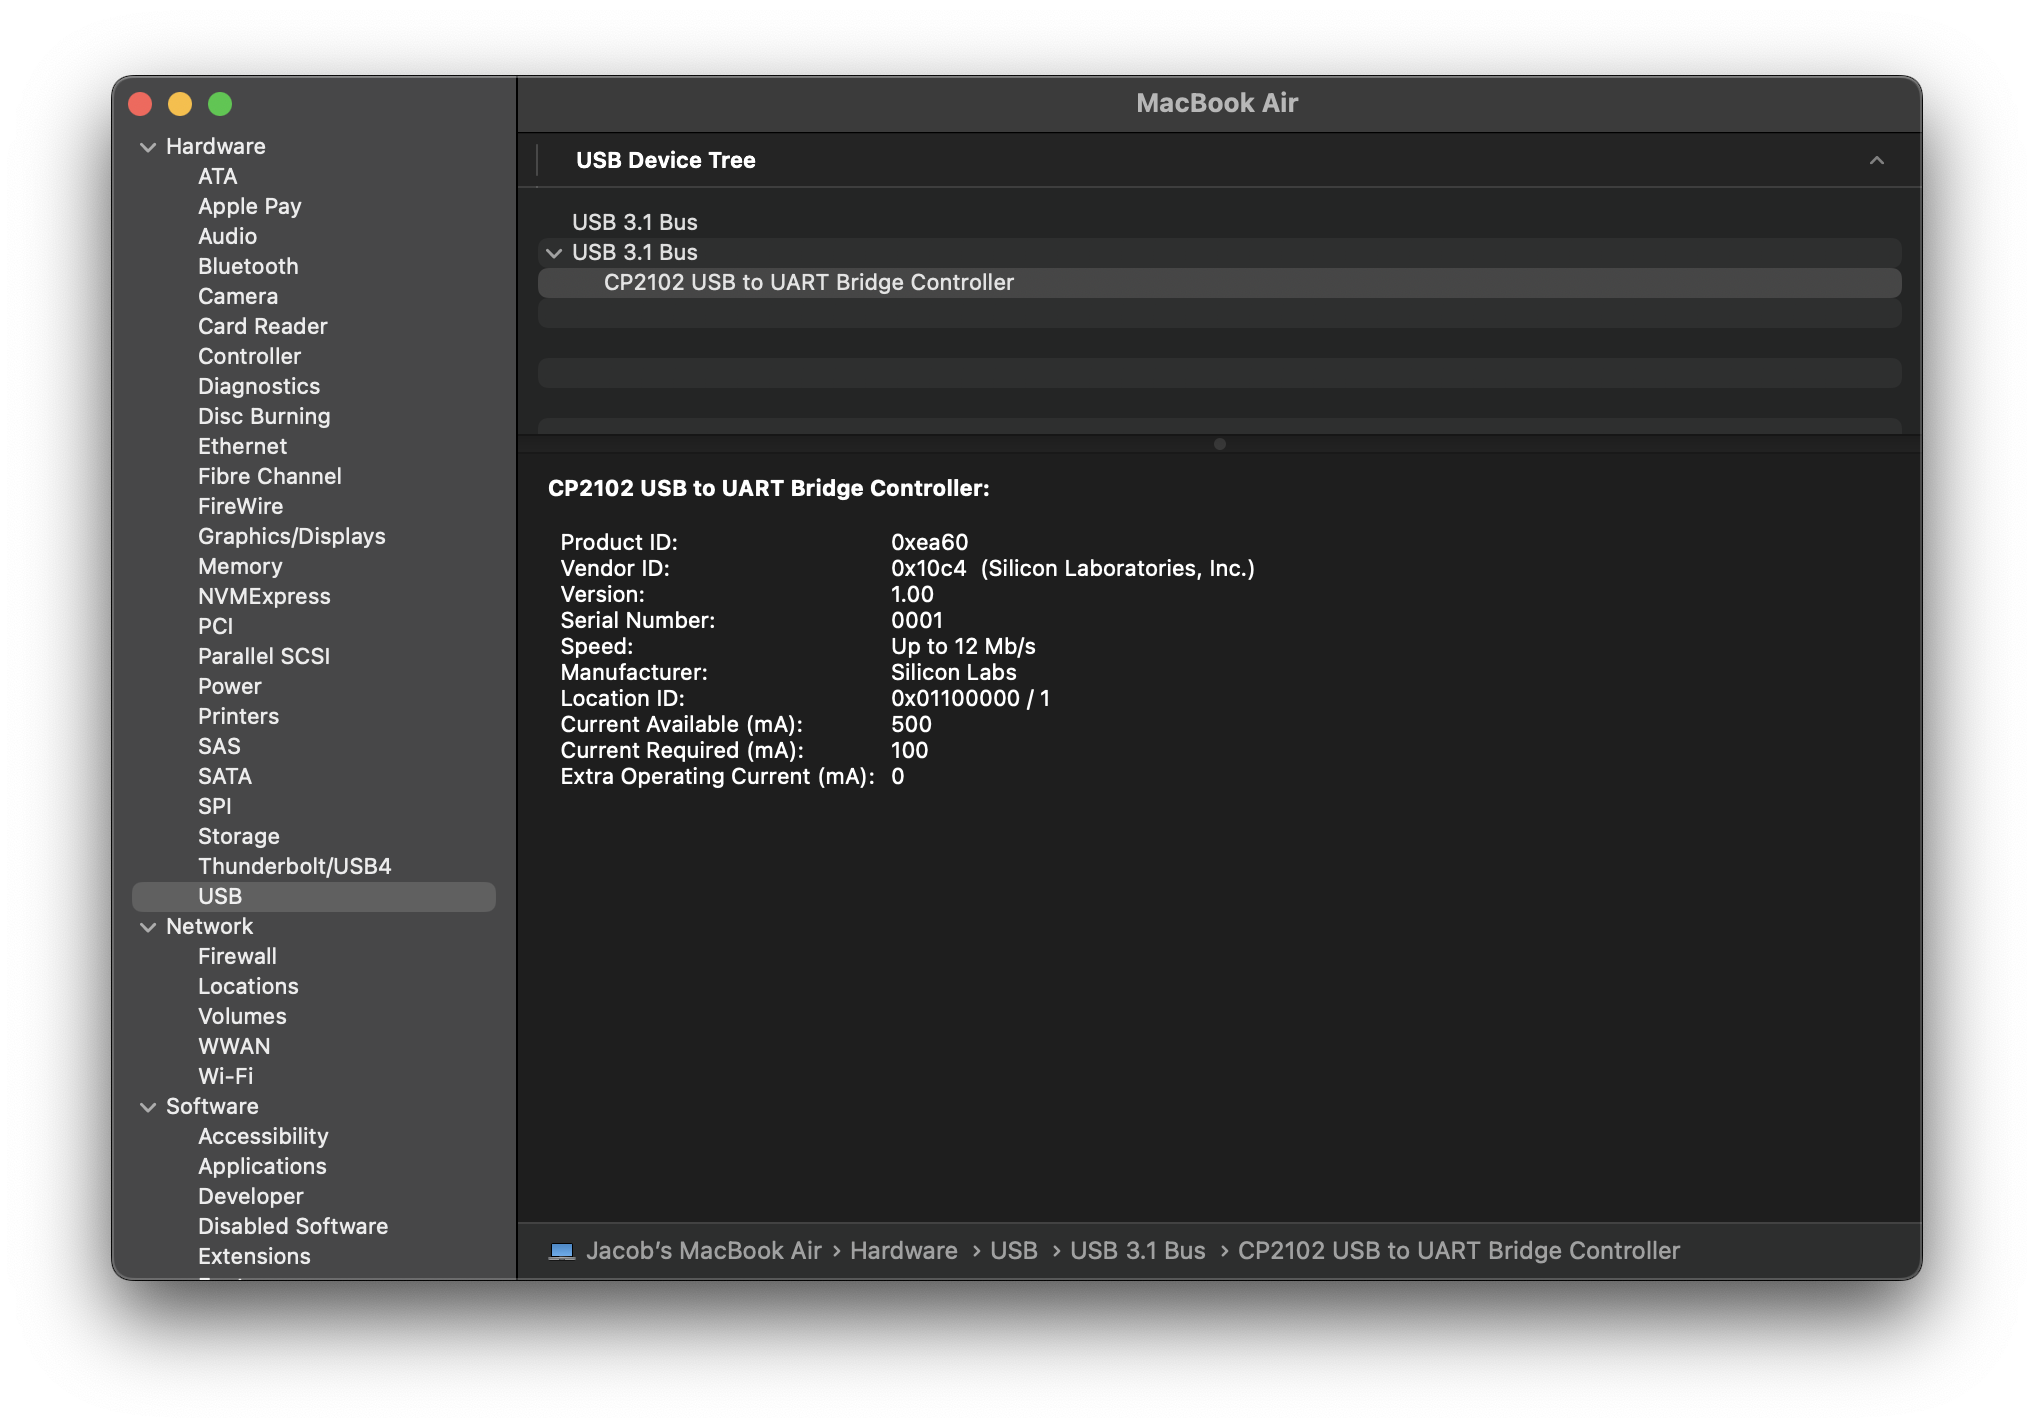 MacBook Air
Hardware
ATA
Apple Pay
Audio
Bluetooth
Camera
Card Reader
Controller
Diagnostics
Disc Burning
Ethernet
Fibre Channel
FireWire
Graphics/Displays
Memory
NVMExpress
PCI
Parallel SCSI
Power
Printers
SAS
SATA
SPI
Storage
Thunderbolt/USB4
USB
Network
Firewall
Locations
Volumes
WWAN
Wi-Fi
Software
Accessibility
Applications
Developer
Disabled Software
Extensions
USB Device Tree
USB 3.1 Bus
USB 3.1 Bus
CP2102 USB to UART Bridge Controller
CP2102 USB to UART Bridge Controller:
Product ID: 0xea60
Vendor ID: 0x10c4 (Silicon Laboratories, Inc.)
Version: 1.00
Serial Number: 0001
Speed: Up to 12 Mb/s
Manufacturer: Silicon Labs
Location ID: 0x01100000 / 1
Current Available (mA): 500
Current Required (mA): 100
Extra Operating Current (mA): 0
Jacob’s MacBook Air › Hardware › USB › USB 3.1 Bus › CP2102 USB to UART Bridge Controller